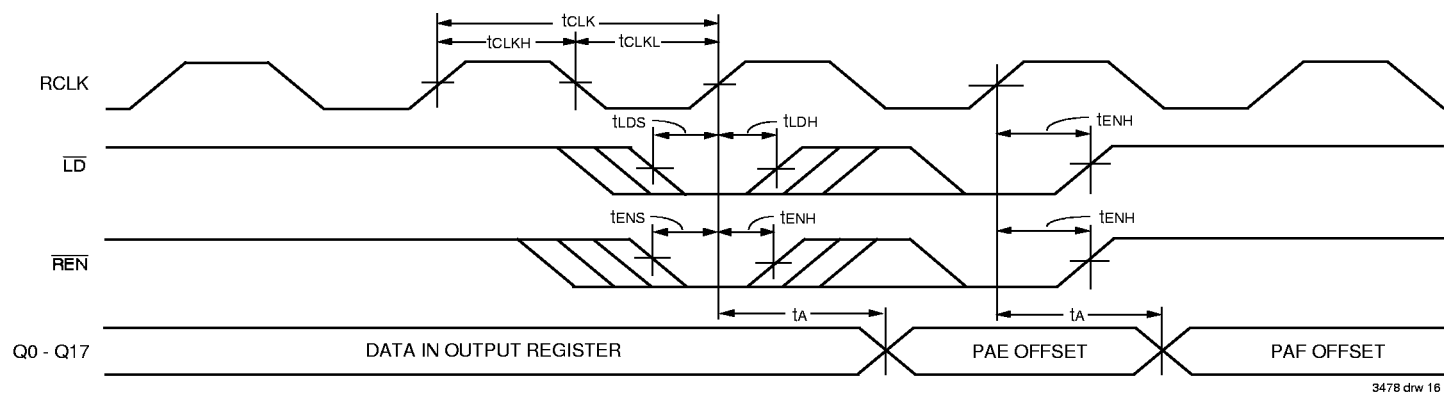 tCLK
tCLKH tCLKL
RCLK
tLDS tLDH tENH
LD
tENS tENH tENH
REN
tA tA
Q0 - Q17 DATA IN OUTPUT REGISTER PAE OFFSET PAF OFFSET
3478 drw 16